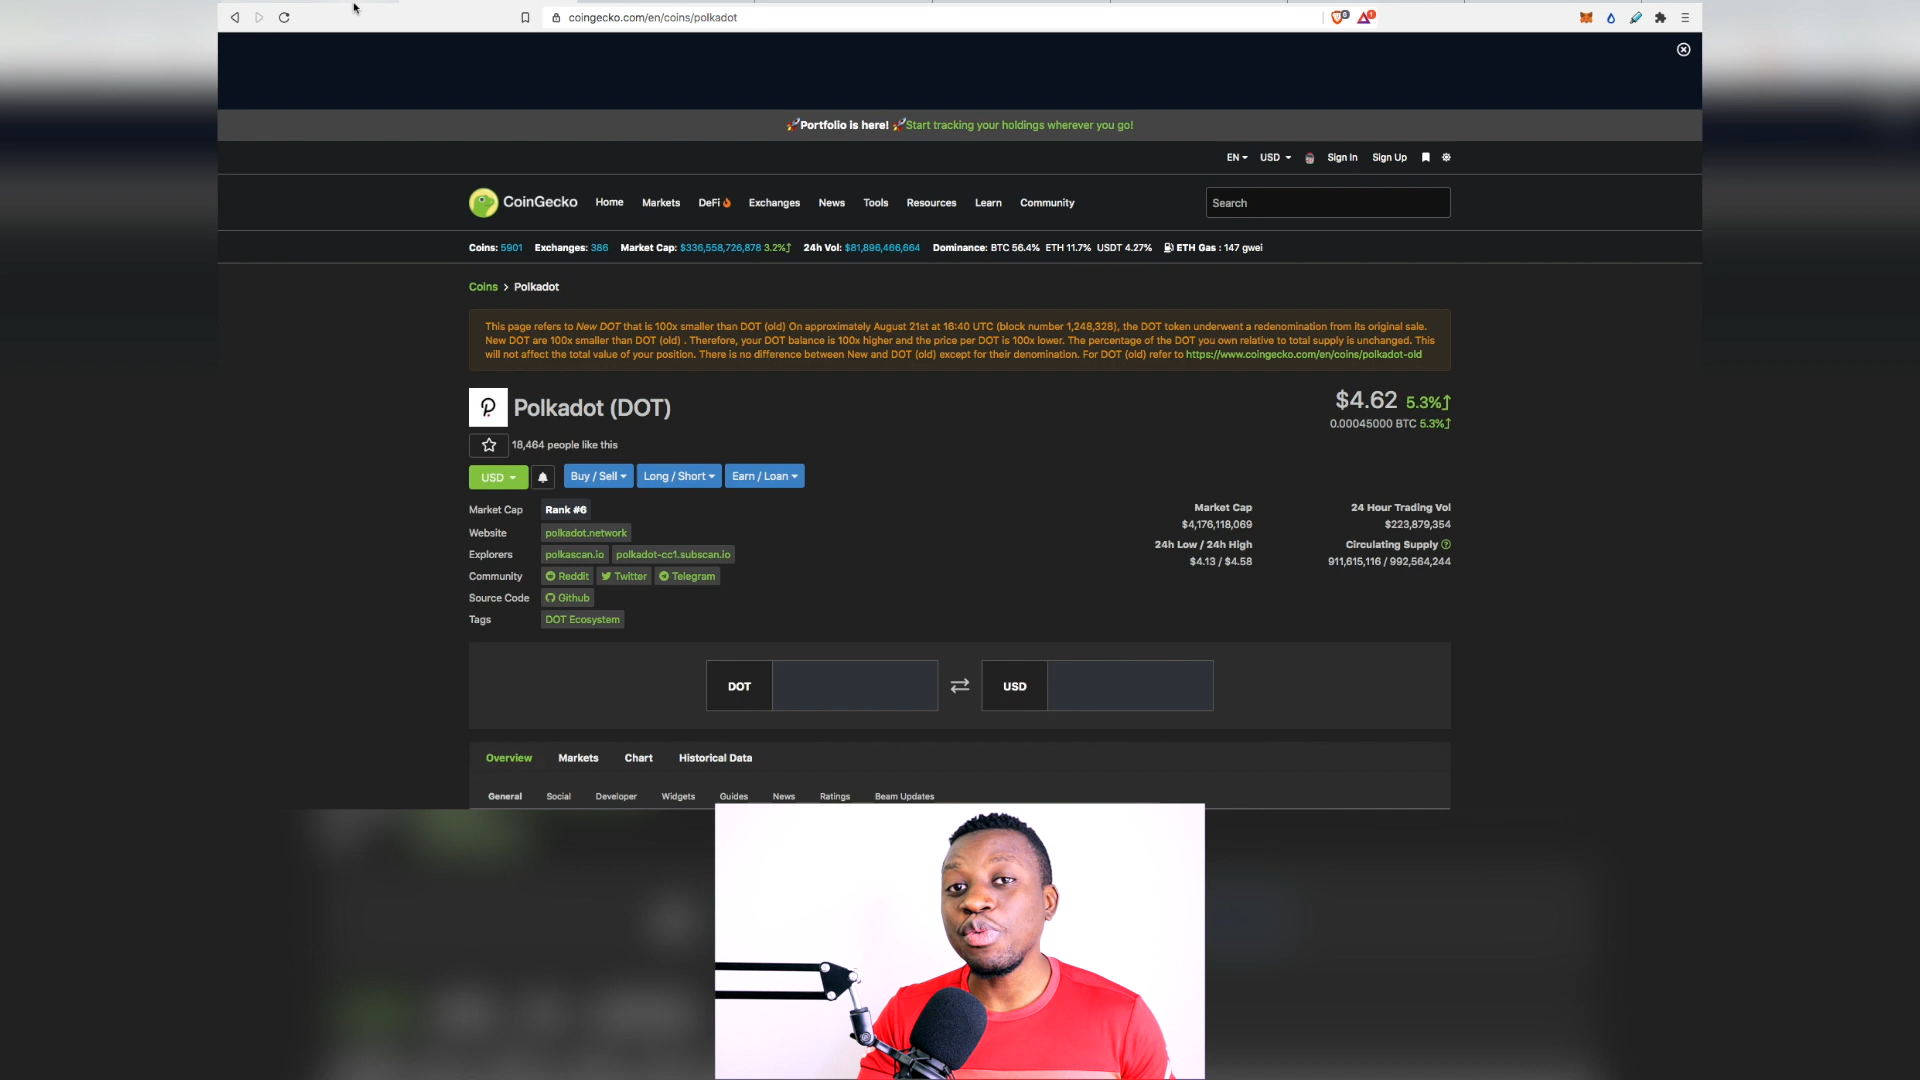 coingecko.com/en/coins/polkadot
🚀Portfolio is here! 🚀Start tracking your holdings wherever you go!
EN USD Sign In Sign Up
CoinGecko Home Markets DeFi Exchanges News Tools Resources Learn Community Search
Coins: 5901 Exchanges: 386 Market Cap: $336,558,726,878 3.2% 24h Vol: $81,896,466,664 Dominance: BTC 56.4% ETH 11.7% USDT 4.27% ETH Gas : 147 gwei
Coins > Polkadot
This page refers to New DOT that is 100x smaller than DOT (old) On approximately August 21st at 16:40 UTC (block number 1,248,328), the DOT token underwent a redenomination from its original sale.
New DOT are 100x smaller than DOT (old) . Therefore, your DOT balance is 100x higher and the price per DOT is 100x lower. The percentage of the DOT you own relative to total supply is unchanged. This
will not affect the total value of your position. There is no difference between New and DOT (old) except for their denomination. For DOT (old) refer to https://www.coingecko.com/en/coins/polkadot-old
Polkadot (DOT)
$4.62 5.3%
0.00045000 BTC 5.3%
18,464 people like this
USD Buy / Sell Long / Short Earn / Loan
Market Cap Rank #6
Website polkadot.network
Explorers polkascan.io polkadot-cc1.subscan.io
Community Reddit Twitter Telegram
Source Code Github
Tags DOT Ecosystem
Market Cap 24 Hour Trading Vol
$4,176,118,069 $223,879,354
24h Low / 24h High Circulating Supply
$4.13 / $4.58 911,615,116 / 992,564,244
DOT USD
Overview Markets Chart Historical Data
General Social Developer Widgets Guides News Ratings Beam Updates